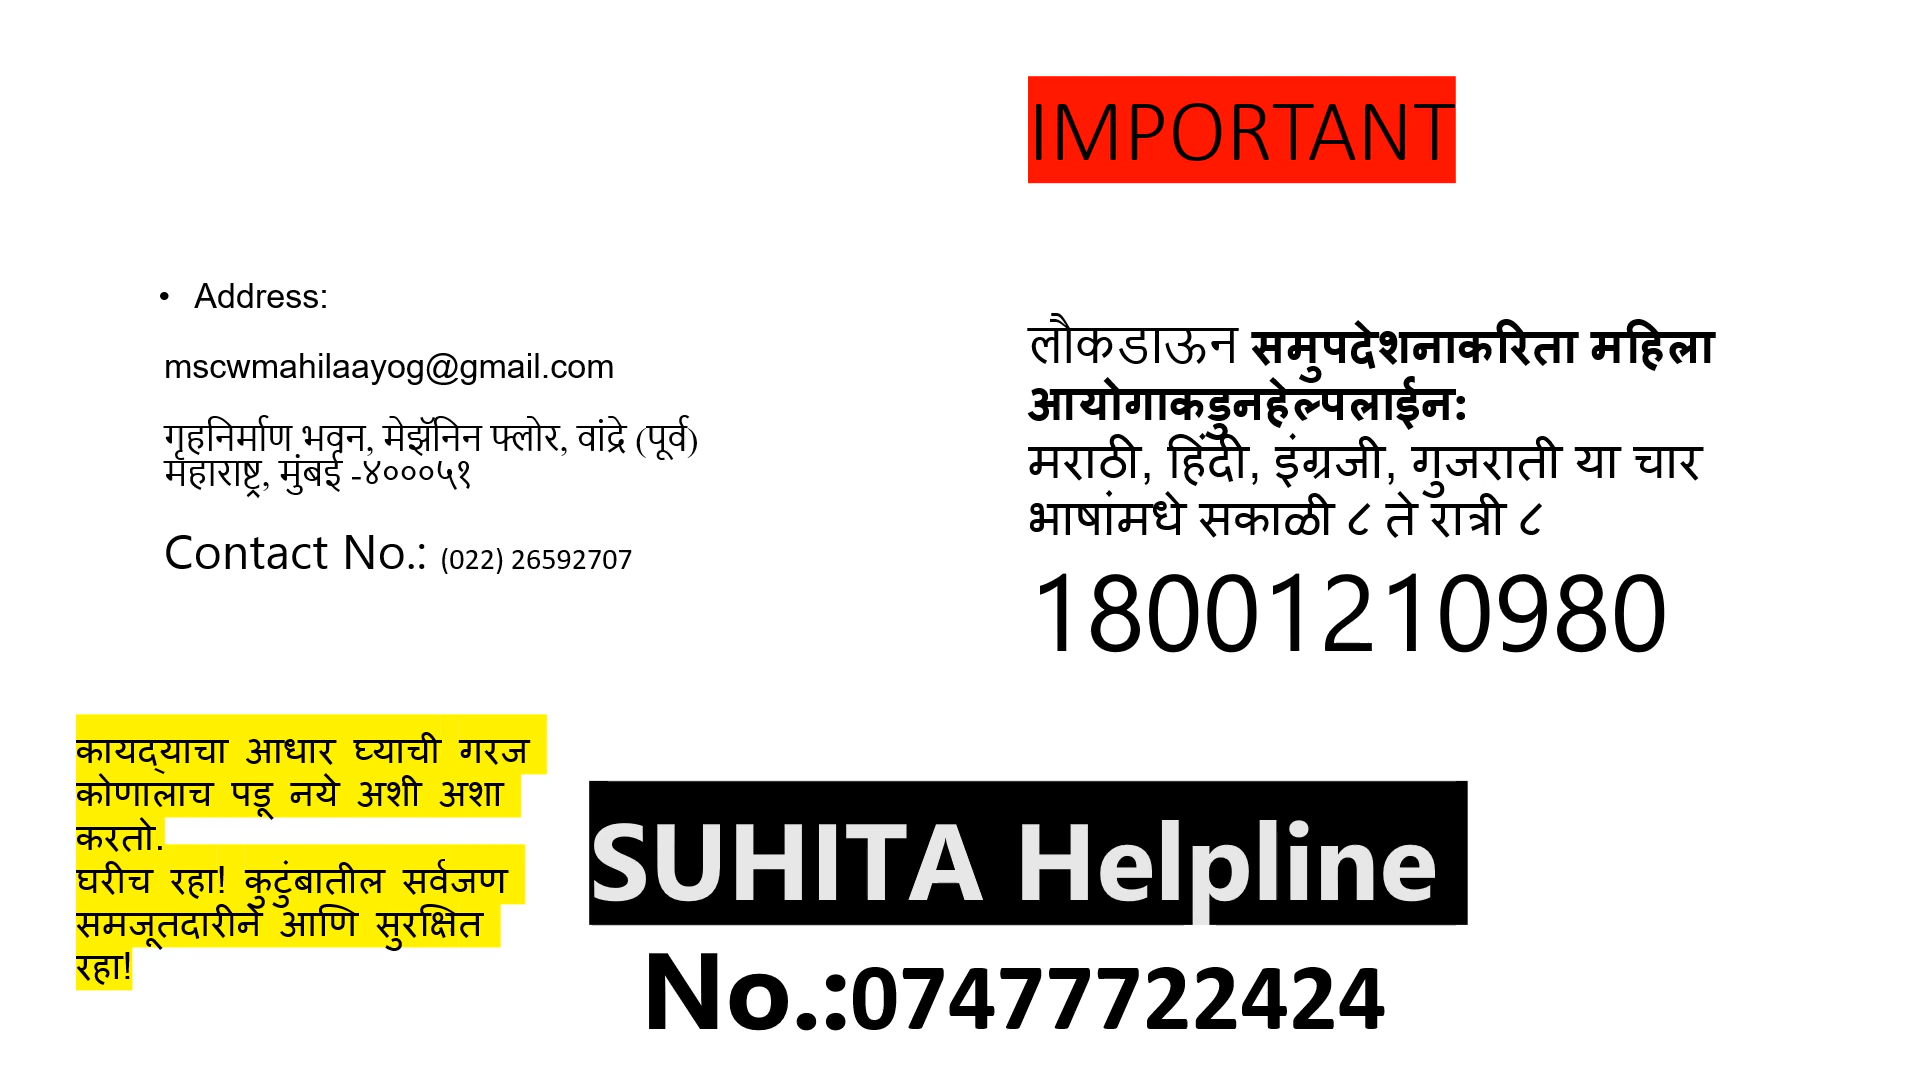 IMPORTANT
• Address:
mscwmahilaayog@gmail.com
गृहनिर्माण भवन, मेझॅनिन फ्लोर, वांद्रे (पूर्व)
महाराष्ट्र, मुंबई -४०००५१
Contact No.: (022) 26592707
लौकडाऊन समुपदेशनाकरिता महिला
आयोगाकडुनहेल्पलाईन:
मराठी, हिंदी, इंग्रजी, गुजराती या चार
भाषांमधे सकाळी ८ ते रात्री ८
18001210980
कायद्याचा आधार घ्याची गरज
कोणालाच पडू नये अशी अशा
करतो.
घरीच रहा! कुटुंबातील सर्वजण
समजूतदारीने आणि सुरक्षित
रहा!
SUHITA Helpline
No.:07477722424